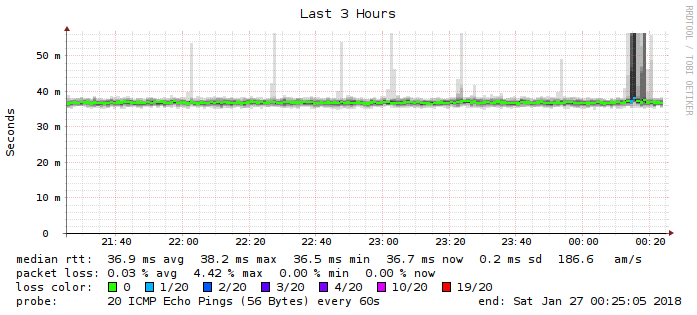 Last 3 Hours
RRDTOOL / TOBI OETIKER
Seconds
50 m
40 m
30 m
20 m
10 m
0
21:40 22:00 22:20 22:40 23:00 23:20 23:40 00:00 00:20
median rtt: 36.9 ms avg 38.2 ms max 36.5 ms min 36.7 ms now 0.2 ms sd 186.6 am/s
packet loss: 0.03 % avg 4.42 % max 0.00 % min 0.00 % now
loss color: 0 1/20 2/20 3/20 4/20 10/20 19/20
probe: 20 ICMP Echo Pings (56 Bytes) every 60s end: Sat Jan 27 00:25:05 2018